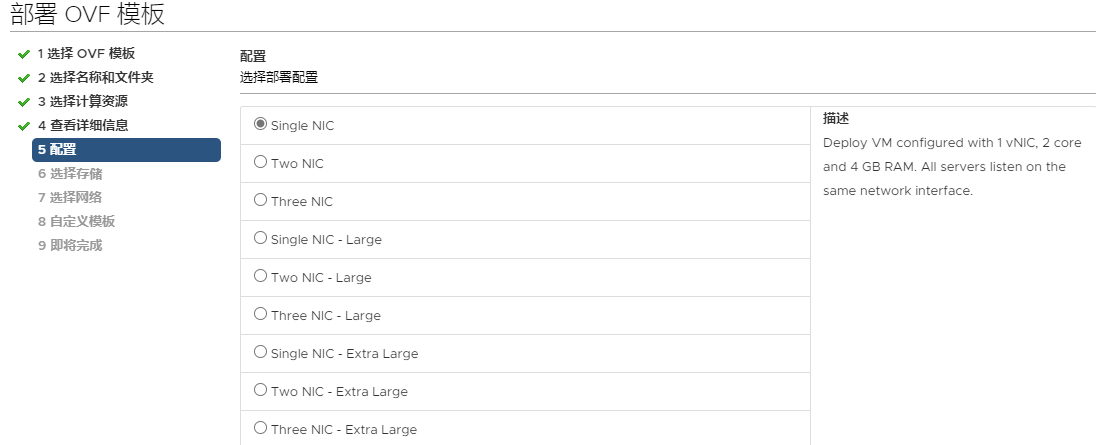 部署 OVF 模板
1 选择 OVF 模板
2 选择名称和文件夹
3 选择计算资源
4 查看详细信息
5 配置
6 选择存储
7 选择网络
8 自定义模板
9 即将完成
配置
选择部署配置
Single NIC
Two NIC
Three NIC
Single NIC - Large
Two NIC - Large
Three NIC - Large
Single NIC - Extra Large
Two NIC - Extra Large
Three NIC - Extra Large
描述
Deploy VM configured with 1 vNIC, 2 core
and 4 GB RAM. All servers listen on the
same network interface.